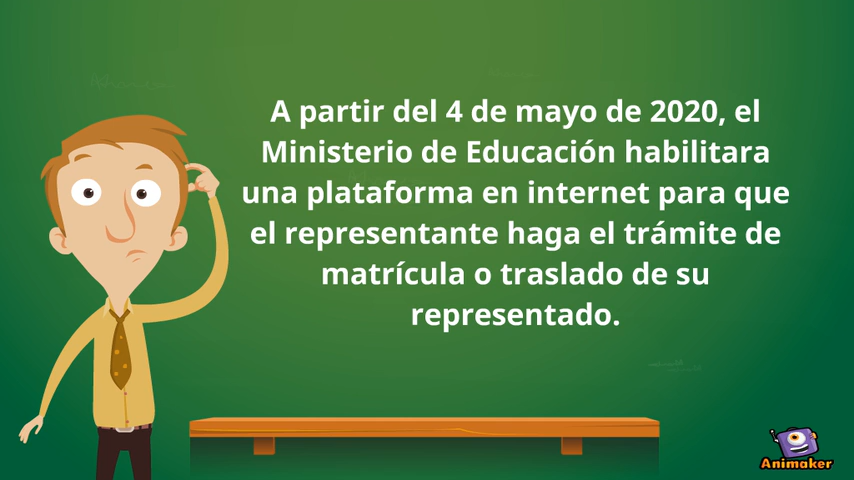 A partir del 4 de mayo de 2020, el
Ministerio de Educación habilitara
una plataforma en internet para que
el representante haga el trámite de
matrícula o traslado de su
representado.
Animaker